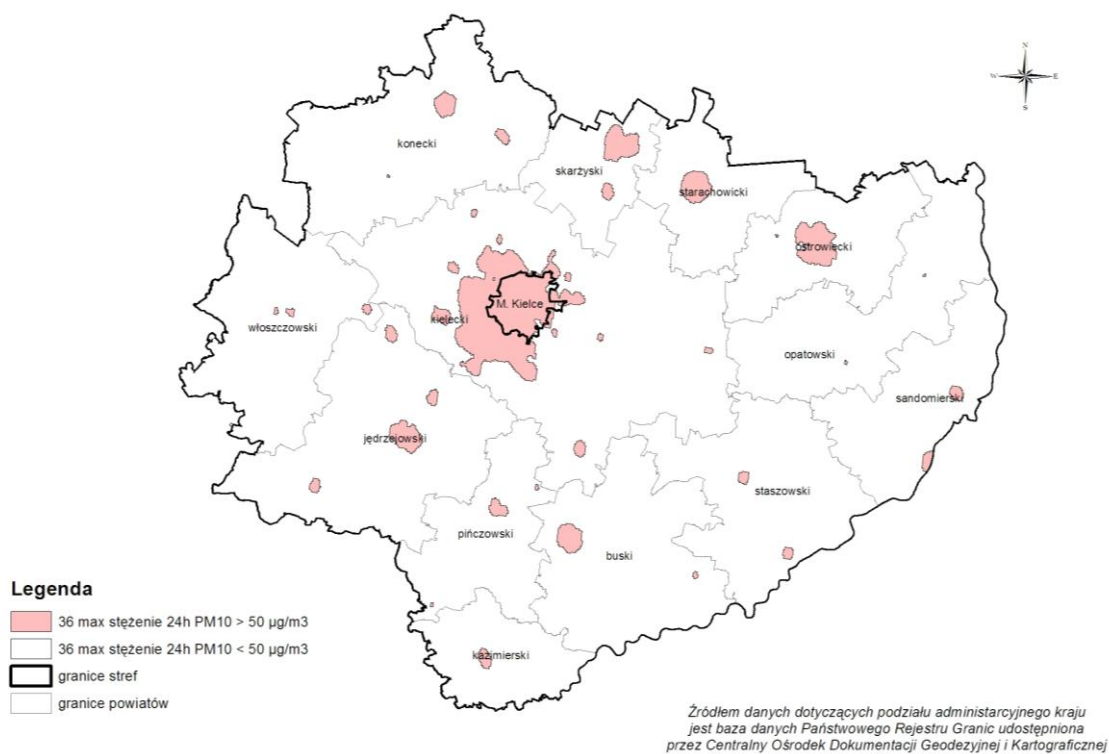 N
W E
S
konecki
skarżyski
starachowicki
ostrowiecki
M. Kielce
kielecki
włoszczowski
opatowski
sandomierski
jędrzejowski
staszowski
pińczowski
buski
kazimierski
Legenda
36 max stężenie 24h PM10 > 50 µg/m3
36 max stężenie 24h PM10 < 50 µg/m3
granice stref
granice powiatów
Źródłem danych dotyczących podziału administarcyjnego kraju
jest baza danych Państwowego Rejestru Granic udostępniona
przez Centralny Ośrodek Dokumentacji Geodezyjnej i Kartograficznej